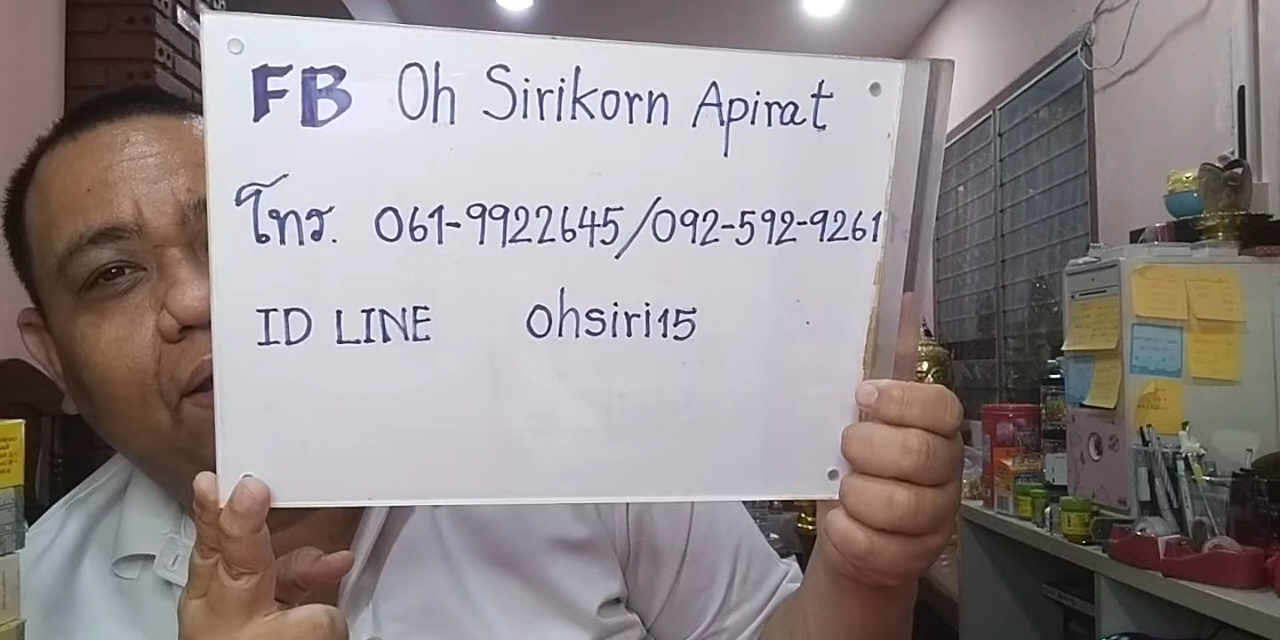 FB Oh Sirikorn Apirat
โทร. 061-9922645/092-592-9261
ID LINE ohsiri15